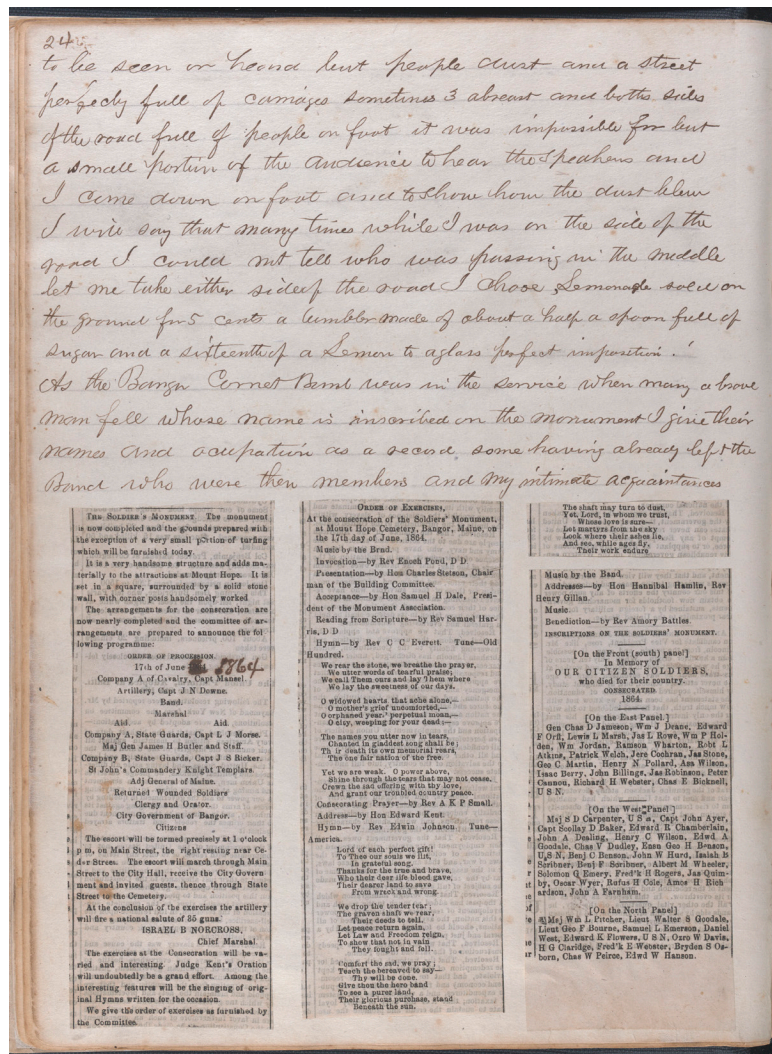 24
to be seen or heard but people dust and a street
perfecly full of carriages sometimes 3 abreast and boths sides
of the road full of people on foot it was impossible for but
a small portion of the audience to hear the Speakers and
I came down on foot and to Show how the dust blew
I will say that many times while I was on the side of the
road I could not tell who was passing in the middle
let me take either side of the road I chose, Lemonade sold on
the ground for 5 cents a tumbler made of about a half a spoon full of
sugar and a sixteenth of a Lemon to a glass perfect imposition!
As the Bangor Cornet Band was in the service when many a brave
man fell whose name is inscribed on the monument I give their
names and ocupation as a record some having already left the
Band who were then members and my intimate acquaintances
THE SOLDIER'S MONUMENT. The monument
is now completed and the grounds prepared with
the exception of a very small portion of turfing
which will be furnished today.
It is a very handsome structure and adds ma-
terially to the attractions at Mount Hope. It is
set in a square, surrounded by a solid stone
wall, with corner posts handsomely worked
The arrangements for the consecration are
now nearly completed and the committee of ar-
rangements are prepared to announce the fol
lowing programme:
ORDER OF PROCESSION
17th of June 1864
Company A of Cavalry, Capt Mansel.
Artillery, Capt J N Downe.
Band.
Marshal
Aid. Aid.
Company A, State Guards, Capt L J Morse.
Maj Gen James H Butler and Staff.
Company B, State Guards, Capt J S Ricker.
St John's Commandery Knight Templars.
Adj General of Maine.
Returned Wounded Soldiers
Clergy and Orator.
City Government of Bangor.
Citizens
The escort will be formed precisely at 1 o'clock
p m, on Main Street, the right resting near Ce-
dar Strees. The escort will march through Main
Street to the City Hall, receive the City Govern
ment and invited guests, thence through State
Street to the Cemetery.
At the conclusion of the exercises the artillery
will fire a national salute of 35 guns.
ISRAEL B NORCROSS,
Chief Marshal.
The exercises at the Consecration will be va-
ried and interesting. Judge Kent's Oration
will undoubtedly be a grand effort. Among the
interesting features will be the singing of orig-
inal Hymns written for the occasion.
We give the order of exercises as furnished by
the Committee.
ORDER OF EXERCISES,
At the consecration of the Soldiers' Monument,
at Mount Hope Cemetery, Bangor, Maine, on
the 17th day of June, 1864.
Music by the Brnd.
Invocation—by Rev Enoch Pond, D D
Presentation—by Hon Charles Stetson, Chair
man of the Building Committee.
Acceptance—by Hon Samuel H Dale, Presi-
dent of the Monument Association.
Reading from Scripture—by Rev Samuel Har-
ris, D D
Hymn—by Rev C C Everett. Tune—Old
Hundred.
We rear the stone, we breathe the prayer,
We utter words of tearful praise;
We call Them ours and lay Them where
We lay the sweetness of our days.
O widowed hearts that ache alone,—
O mother's grief uncomforted,—
O orphaned years' perpetual moan,—
O cloy, weeping for your dead;—
The names you utter now in tears,
Chanted in gladdest song shall be;
Their death its own memorial rears,
The one fair nation of the free.
Yet we are weak. O power above,
Shine through the tears that may not cease,
Crown the sad offering with thy love,
And grant our troubled country peace.
Consecrating Prayer—by Rev A K P Small.
Address—by Hon Edward Kent.
Hymn—by Rev Edwin Johnson. Tune—
America.
Lord of each perfect gift!
To Thee our souls we lift,
In grateful song.
Thanks for the true and brave,
Who their dear life blood gave,
Their dearer land to save
From wreck and wrong.
We drop the tender tear;
The graven shaft we rear,
Their deeds to tell.
Let peace return again,
Let Law and Freedom reign,
To show that not in vain
They fought and fell.
Comfort the sad, we pray;
Teach the bereaved to say—
Thy will be done.
Give thou the hero band
To see a purer land,
Their glorious purchase, stand
Beneath the sun.
The shaft may turn to dust,
Yet, Lord, in whom we trust,
Whose love is sure—
Let martyrs from the sky
Look where their ashes lie,
And see, while ages fly,
Their work endure
Music by the Band.
Addresses—by Hon Hannibal Hamlin, Rev
Henry Gillan.
Music.
Benediction—by Rev Amory Battles.
INSCRIPTIONS ON THE SOLDIERS' MONUMENT.
[On the Front (south) panel]
In Memory of
OUR CITIZEN SOLDIERS,
who died for their country.
CONSECRATED
1864.
[On the East Panel.]
Gen Chas D Jameson, Wm J Drane, Edward
F Orff, Lewis L Marsh, Jas L Rowe, Wm P Hol-
den, Wm Jordan, Ramson Wharton, Robt L
Atkins, Patrick Welch, Jere Cochran, Jas Stone,
Geo C Martin, Henry N Pollard, Asa Wilson,
Isaac Berry, John Billings, Jas Robinson, Peter
Cannou, Richard H Webster, Chas E Bicknell,
U S N.
[On the West Panel]
Maj S D Carpenter, U S A, Capt John Ayer,
Capt Scollay D Baker, Edward R Chamberlain,
John A Dealing, Henry C Wilson, Edwd A
Goodale, Chas V Dudley, Ensn Geo H Benson,
U S N, Benj C Benson, John W Hurd, Isaiah B
Scribner, Benj F Scribner, Albert M Wheeler,
Solomon G Emery, Fred'k H Rogers, Jas Quim-
by, Oscar Wyer, Rufus H Cole, Amos H Rich
ardson, John A Farnham.
[On the North Panel]
Maj Wm L Pitcher, Lieut Walter S Goodale,
Lieut Geo F Bourne, Samuel L Emerson, Daniel
West, Edward K Flowers, U S N, Orro W Davis,
H G Claridge, Fred'k E Webster, Bryden S Os-
born, Chas W Peirce, Edwd W Hanson.